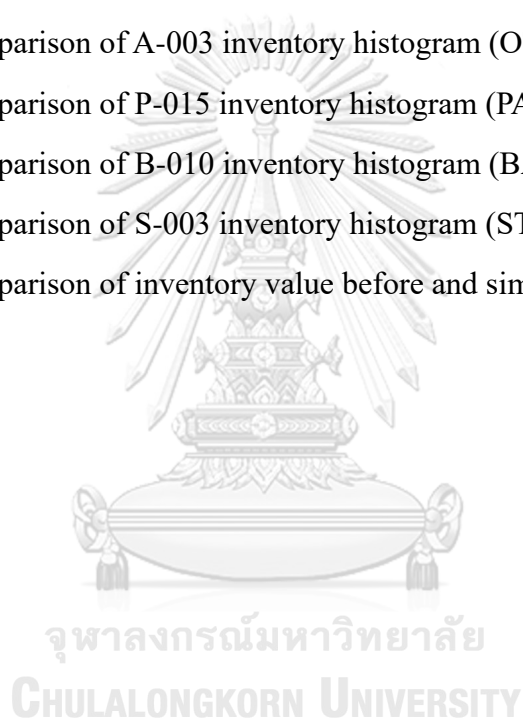 parison of A-003 inventory histogram (O
parison of P-015 inventory histogram (PA
parison of B-010 inventory histogram (BA
parison of S-003 inventory histogram (ST
parison of inventory value before and sim
จุฬาลงกรณ์มหาวิทยาลัย
CHULALONGKORN UNIVERSITY